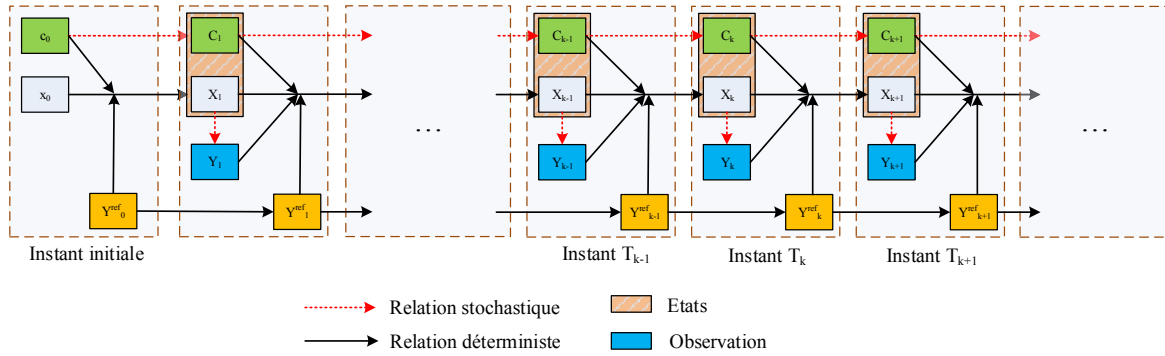 c0 C1 Ck-1 Ck Ck+1
x0 X1 Xk-1 Xk Xk+1
... ...
Y1 Yk-1 Yk Yk+1
Yref0 Yref1 Yrefk-1 Yrefk Yrefk+1
Instant initiale Instant Tk-1 Instant Tk Instant Tk+1
Relation stochastique Etats
Relation déterministe Observation